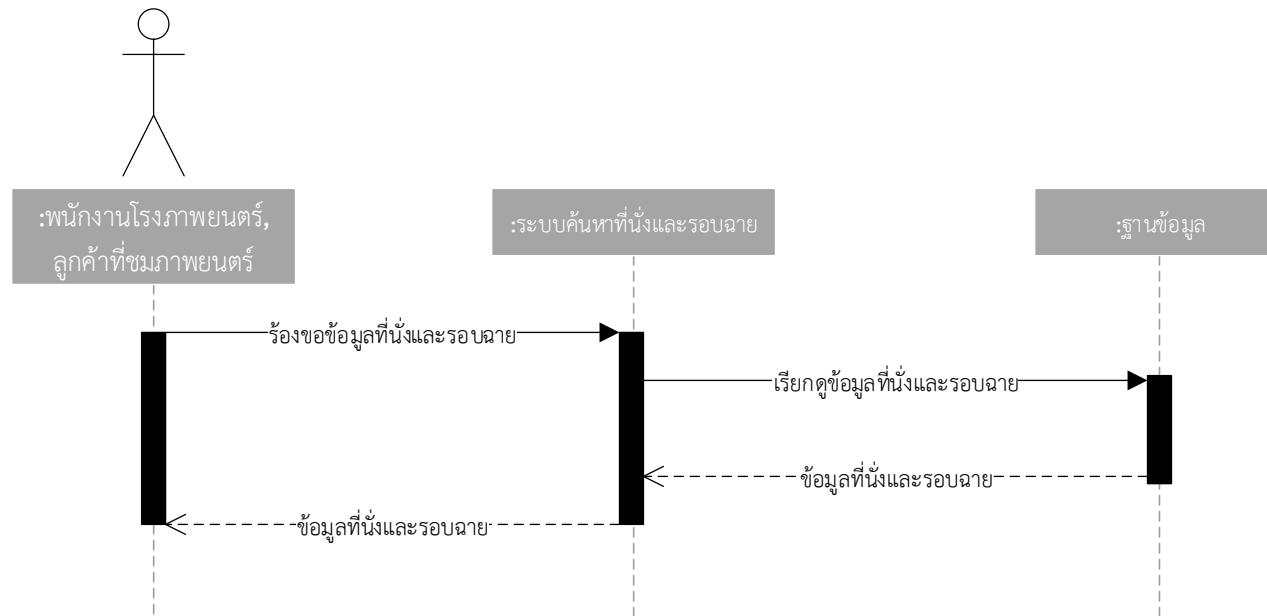 :พนักงานโรงภาพยนตร์,
ลูกค้าที่ชมภาพยนตร์
:ระบบค้นหาที่นั่งและรอบฉาย
:ฐานข้อมูล
ร้องขอข้อมูลที่นั่งและรอบฉาย
เรียกดูข้อมูลที่นั่งและรอบฉาย
ข้อมูลที่นั่งและรอบฉาย
ข้อมูลที่นั่งและรอบฉาย